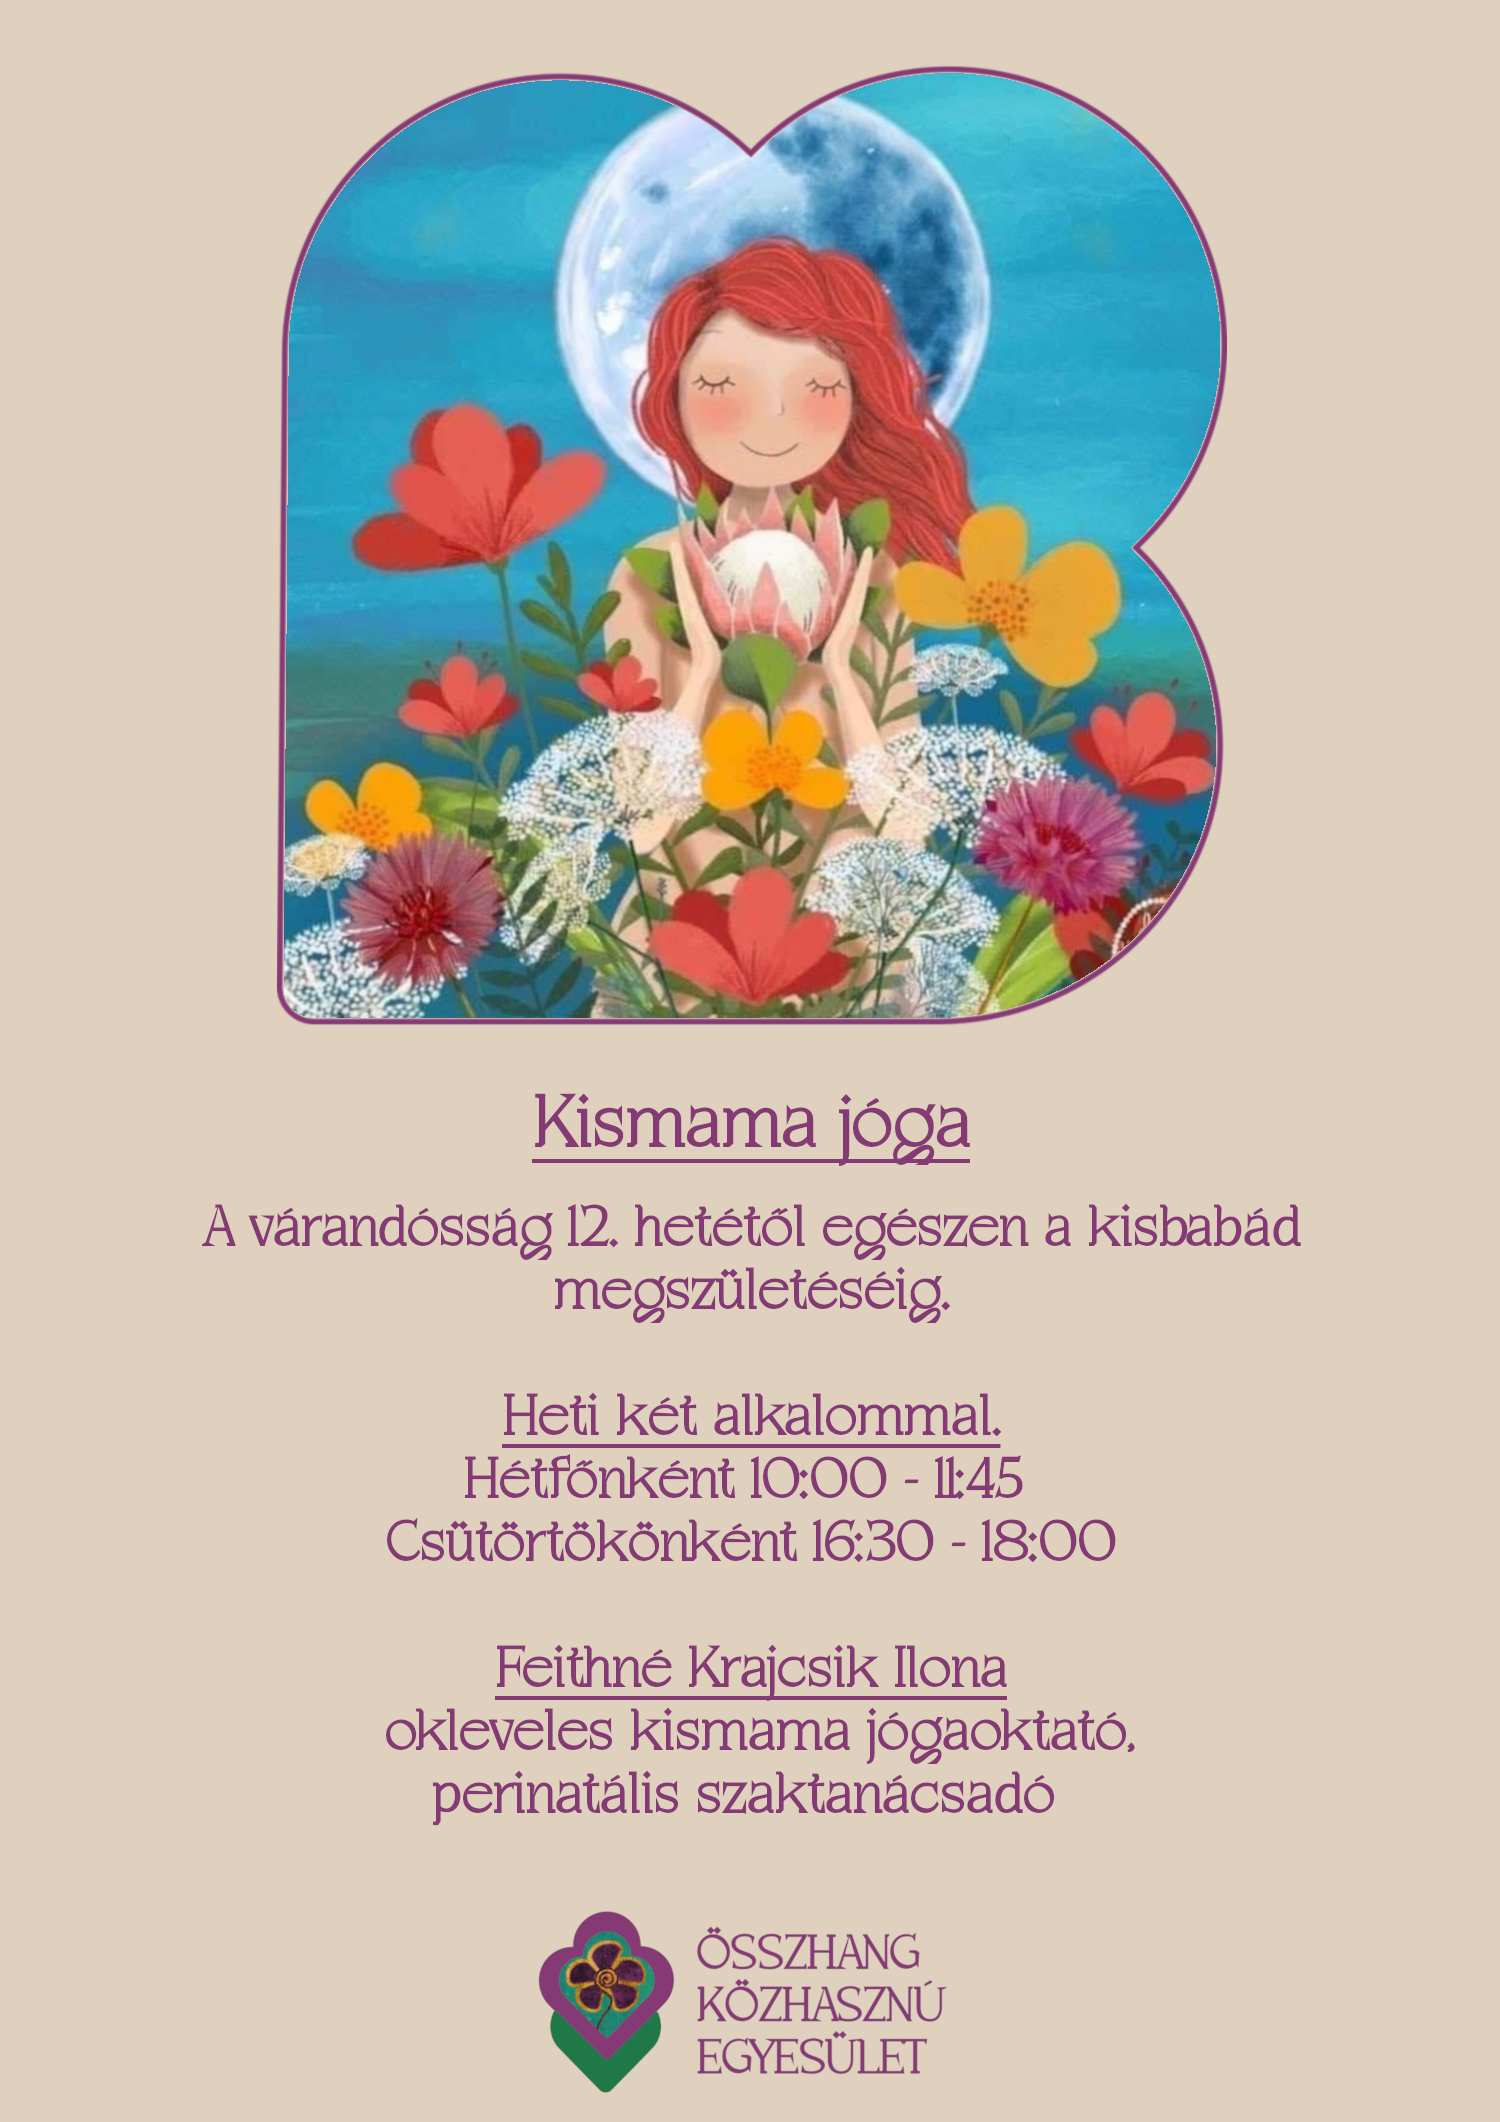 Kismama jóga
A várandósság 12. hetétől egészen a kisbabád
megszületéséig.
Heti két alkalommal.
Hétfőnként 10:00 - 11:45
Csütörtökönként 16:30 - 18:00
Feithné Krajcsik Ilona
okleveles kismama jógaoktató,
perinatális szaktanácsadó
ÖSSZHANG
KÖZHASZNÚ
EGYESÜLET